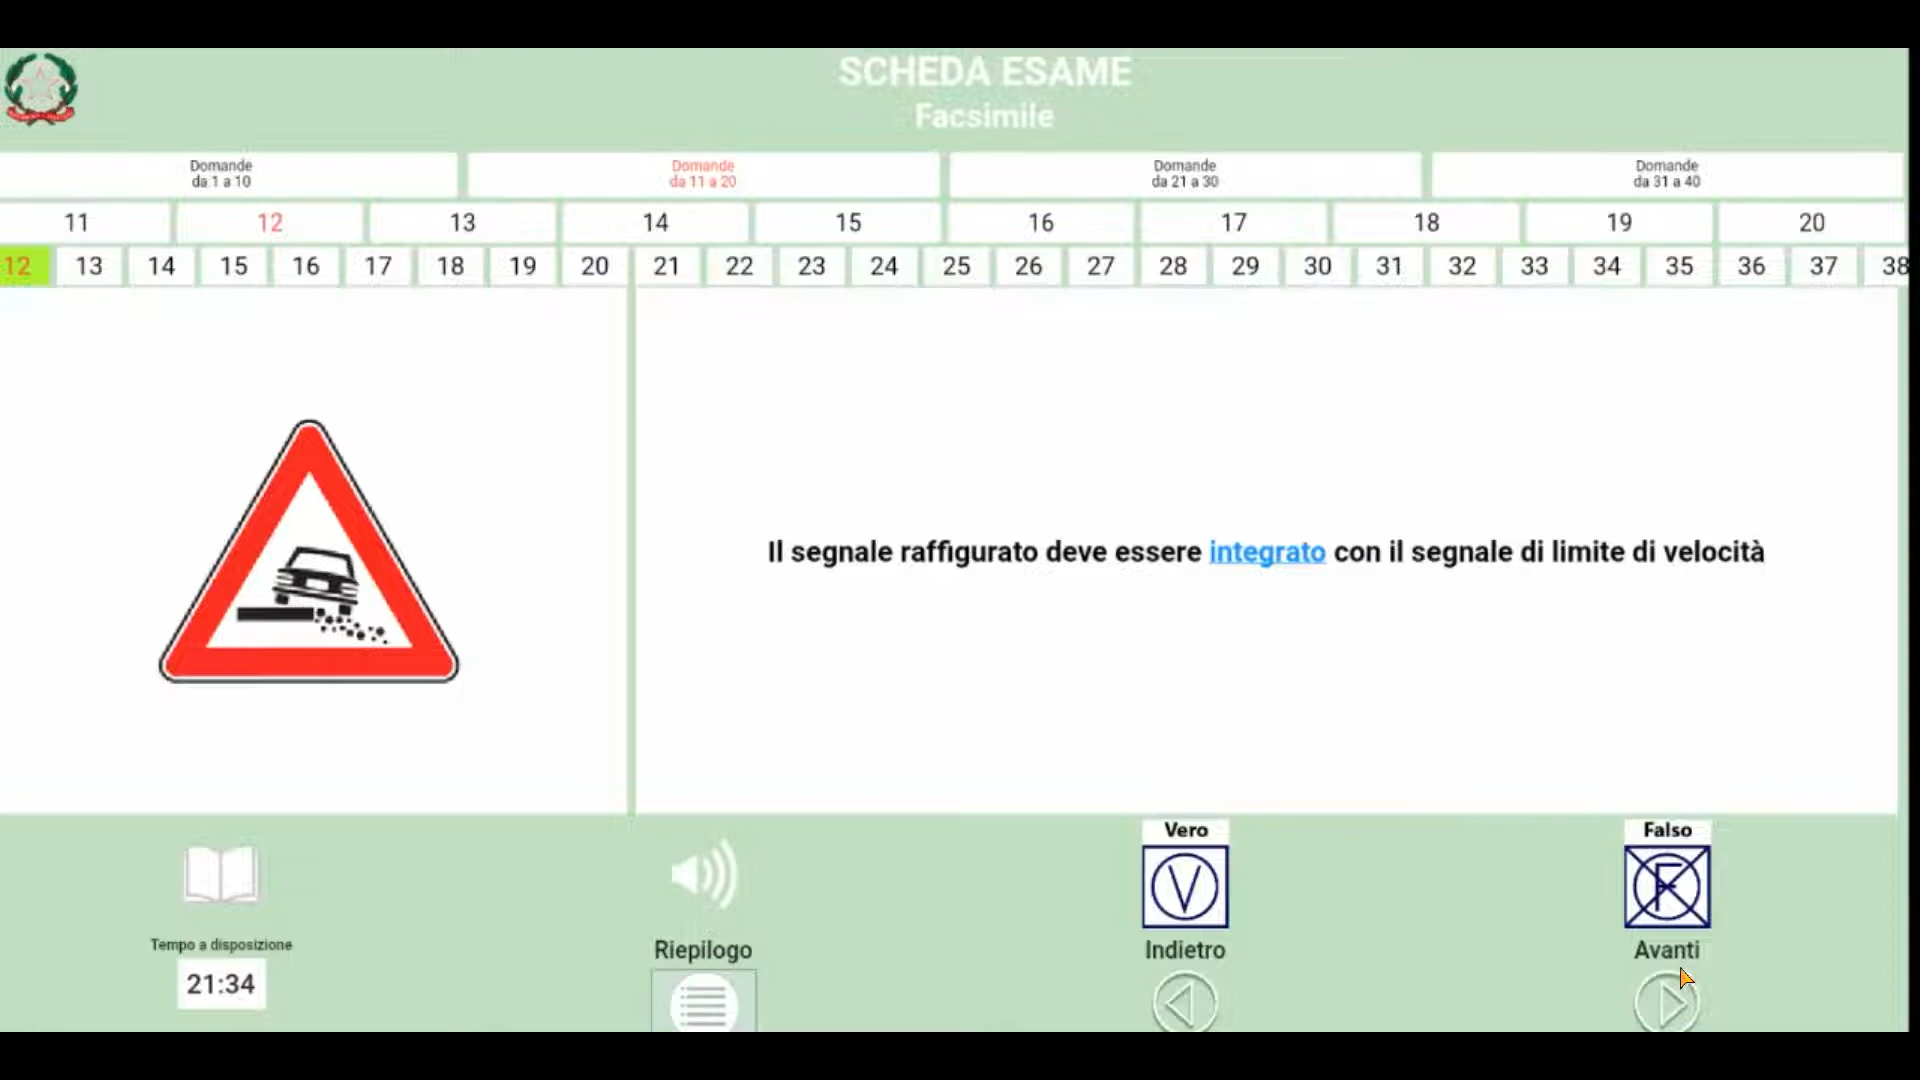 SCHEDA ESAME
Facsimile
Domande
da 1 a 10
Domande
da 11 a 20
Domande
da 21 a 30
Domande
da 31 a 40
11 12 13 14 15 16 17 18 19 20
12 13 14 15 16 17 18 19 20 21 22 23 24 25 26 27 28 29 30 31 32 33 34 35 36 37 38
Il segnale raffigurato deve essere integrato con il segnale di limite di velocità
Vero
Falso
V
F
Tempo a disposizione
21:34
Riepilogo
Indietro
Avanti